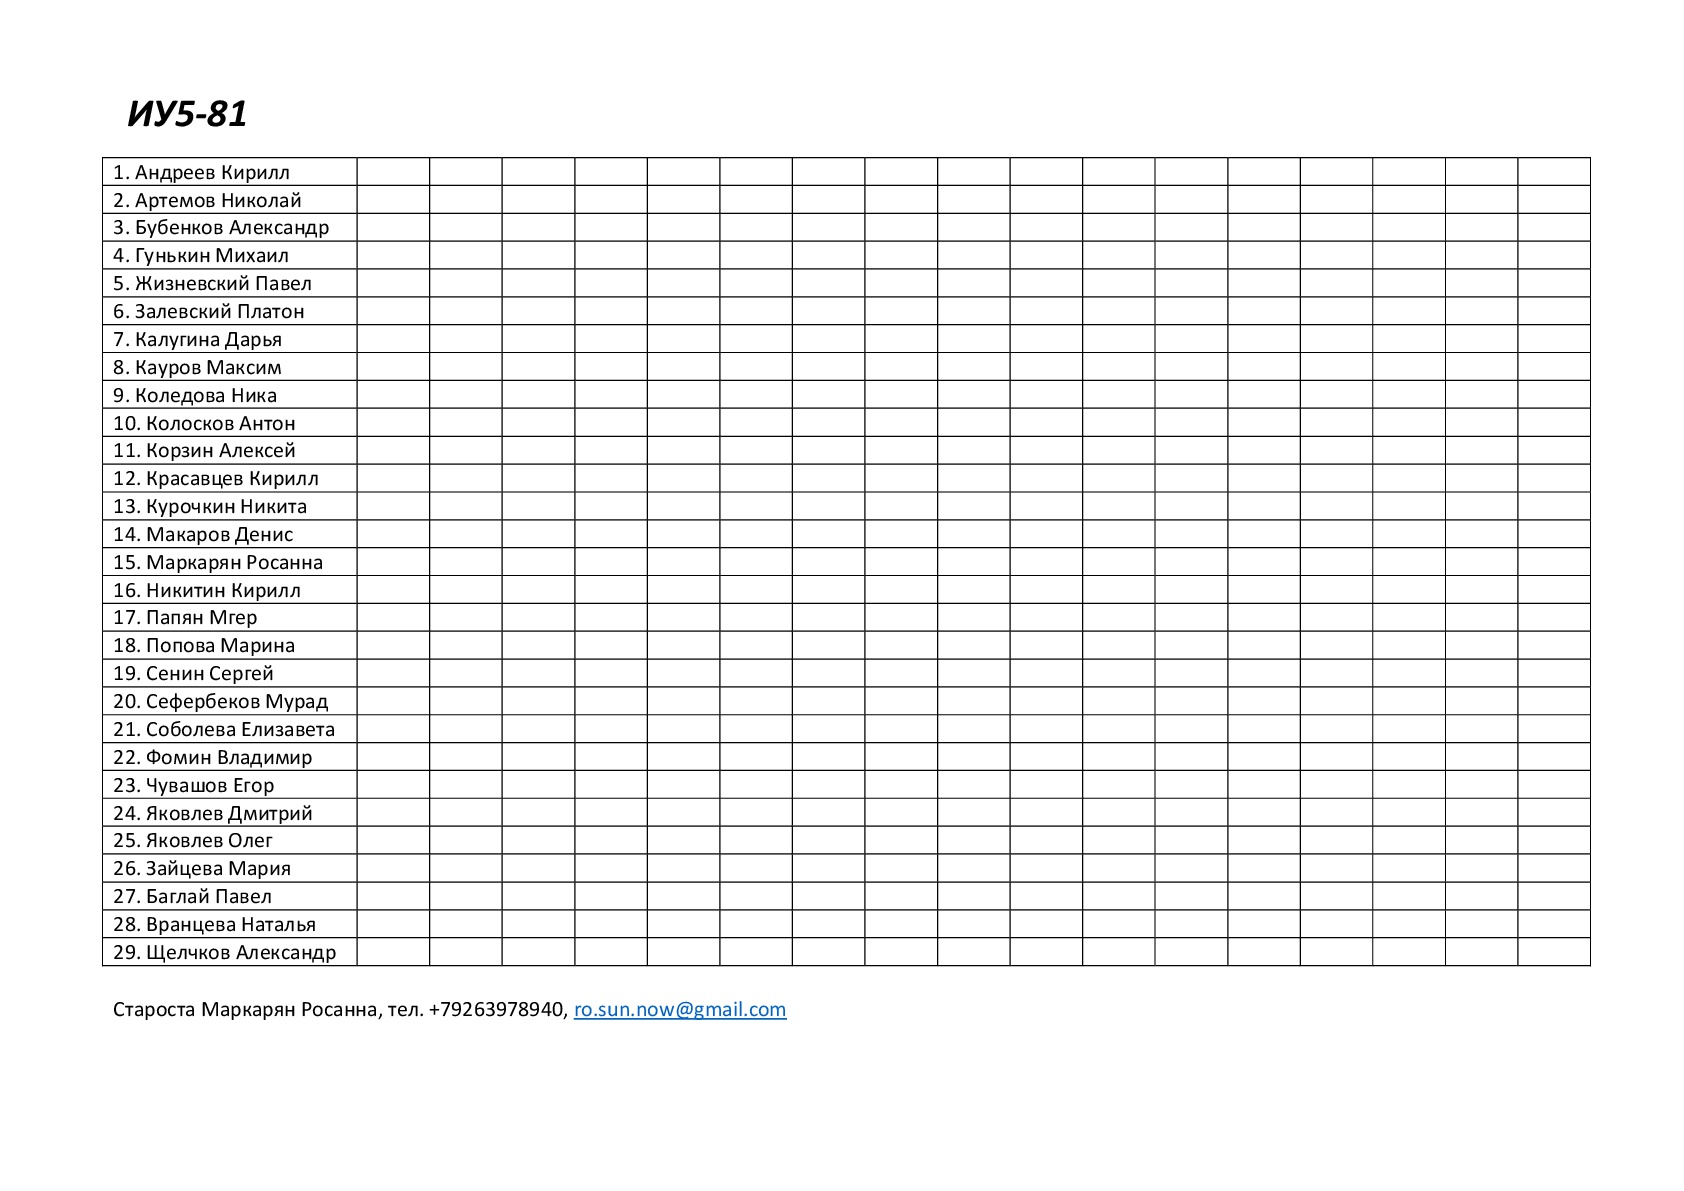 ИУ5-81
1. Андреев Кирилл
2. Артемов Николай
3. Бубенков Александр
4. Гунькин Михаил
5. Жизневский Павел
6. Залевский Платон
7. Калугина Дарья
8. Кауров Максим
9. Коледова Ника
10. Колосков Антон
11. Корзин Алексей
12. Красавцев Кирилл
13. Курочкин Никита
14. Макаров Денис
15. Маркарян Росанна
16. Никитин Кирилл
17. Папян Мгер
18. Попова Марина
19. Сенин Сергей
20. Сефербеков Мурад
21. Соболева Елизавета
22. Фомин Владимир
23. Чувашов Егор
24. Яковлев Дмитрий
25. Яковлев Олег
26. Зайцева Мария
27. Баглай Павел
28. Вранцева Наталья
29. Щелчков Александр
Староста Маркарян Росанна, тел. +79263978940, ro.sun.now@gmail.com